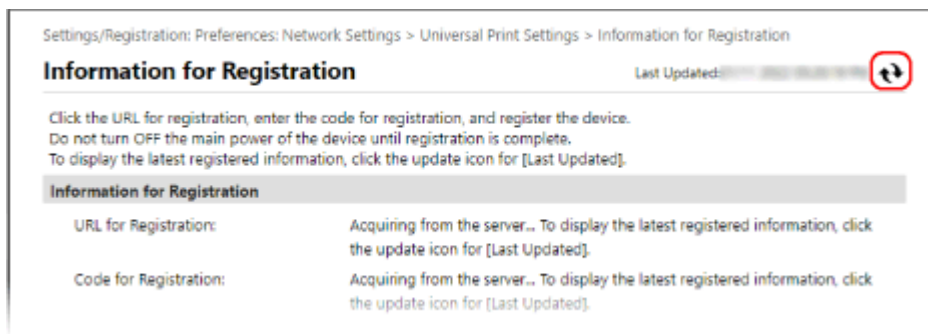 Settings/Registration: Preferences: Network Settings > Universal Print Settings > Information for Registration
Information for Registration
Last Updated:
Click the URL for registration, enter the code for registration, and register the device.
Do not turn OFF the main power of the device until registration is complete.
To display the latest registered information, click the update icon for [Last Updated].
Information for Registration
URL for Registration: Acquiring from the server... To display the latest registered information, click
the update icon for [Last Updated].
Code for Registration: Acquiring from the server... To display the latest registered information, click
the update icon for [Last Updated].